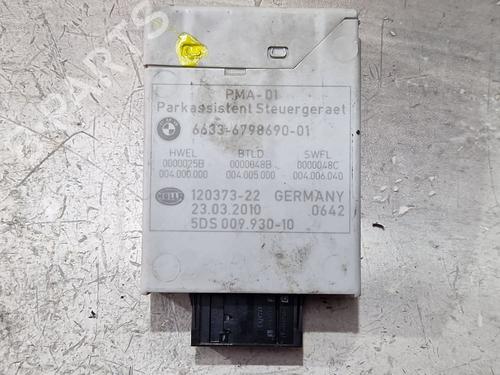 PMA-01
Parkassistent Steuergeraet
6633-6798690-01
HWEL BTLD SWFL
0000025B 0000048B 0000048C
004.000.000 004.005.000 004.006.040
HELLA 120373-22 GERMANY
23.03.2010 .0642
5DS 009.930-10